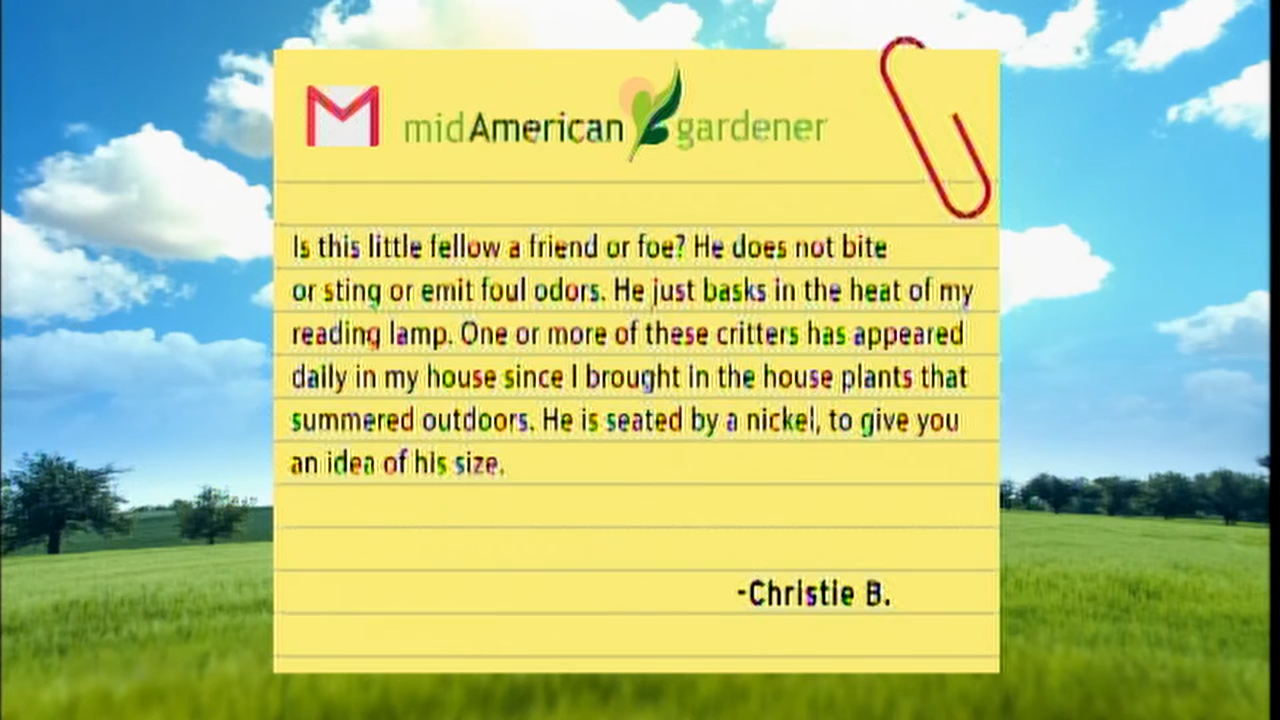 midAmerican gardener
Is this little fellow a friend or foe? He does not bite
or sting or emit foul odors. He just basks in the heat of my
reading lamp. One or more of these critters has appeared
daily in my house since I brought in the house plants that
summered outdoors. He is seated by a nickel, to give you
an idea of his size.
-Christie B.